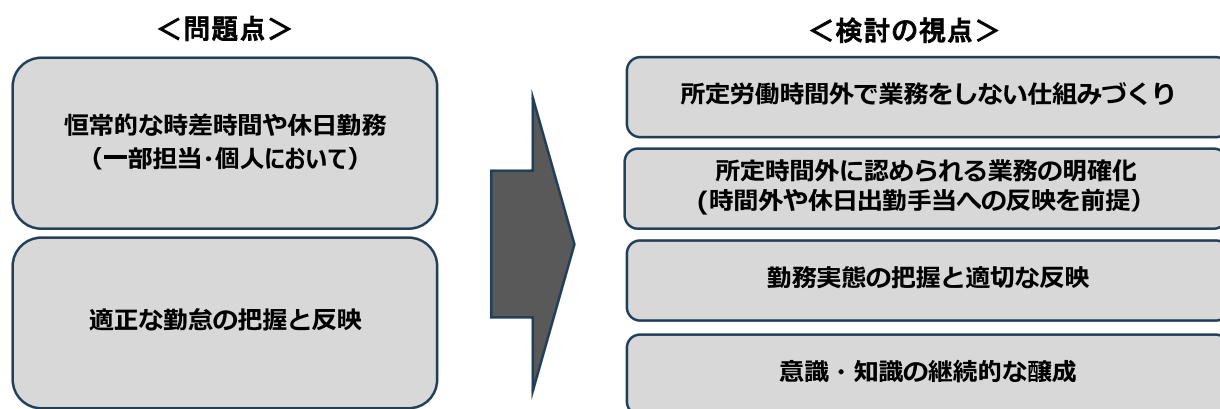 ＜問題点＞
恒常的な時差時間や休日勤務
（一部担当･個人において）
適正な勤怠の把握と反映
＜検討の視点＞
所定労働時間外で業務をしない仕組みづくり
所定時間外に認められる業務の明確化
(時間外や休日出勤手当への反映を前提）
勤務実態の把握と適切な反映
意識・知識の継続的な醸成